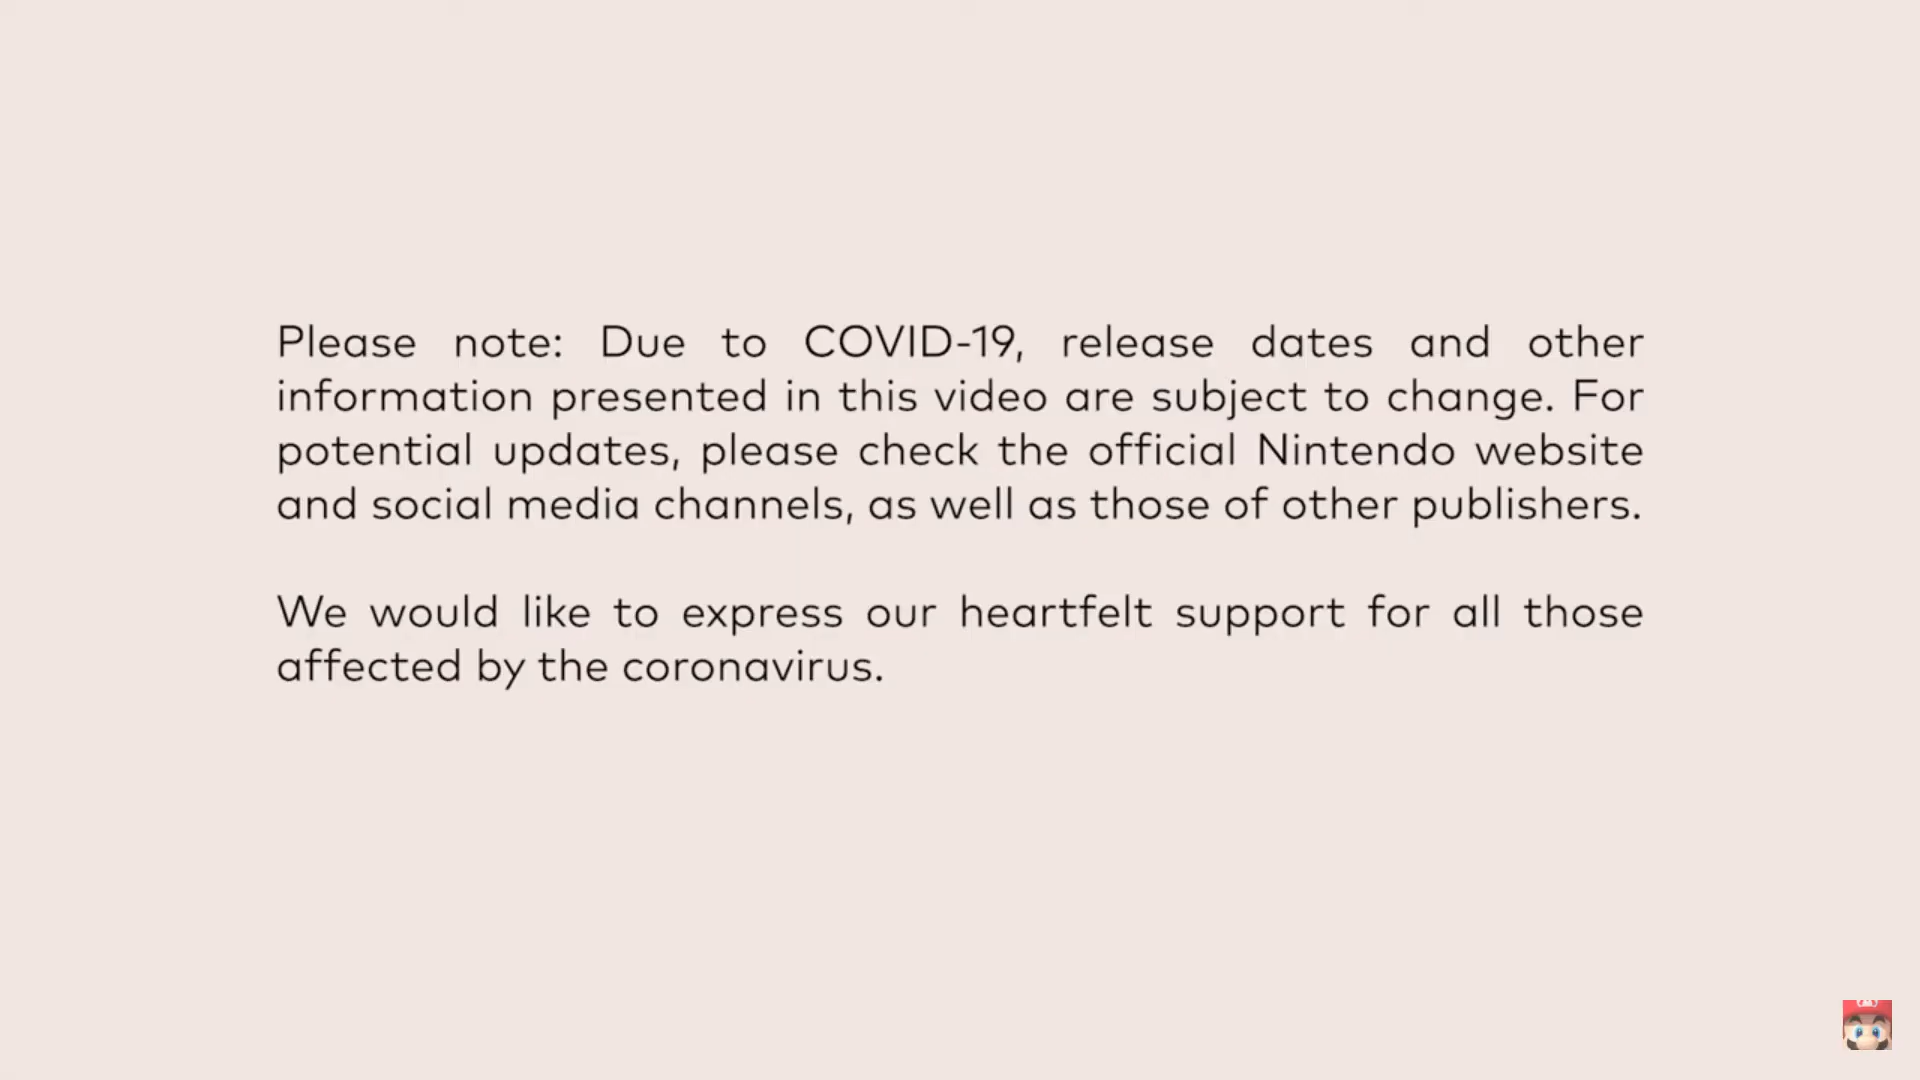 Please note: Due to COVID-19, release dates and other
information presented in this video are subject to change. For
potential updates, please check the official Nintendo website
and social media channels, as well as those of other publishers.
We would like to express our heartfelt support for all those
affected by the coronavirus.